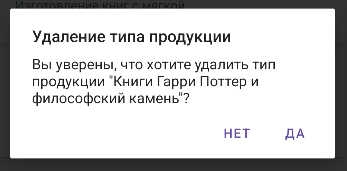 Изготовление книг с мягкой
Удаление типа продукции
Вы уверены, что хотите удалить тип
продукции "Книги Гарри Поттер и
философский камень"?
НЕТ ДА